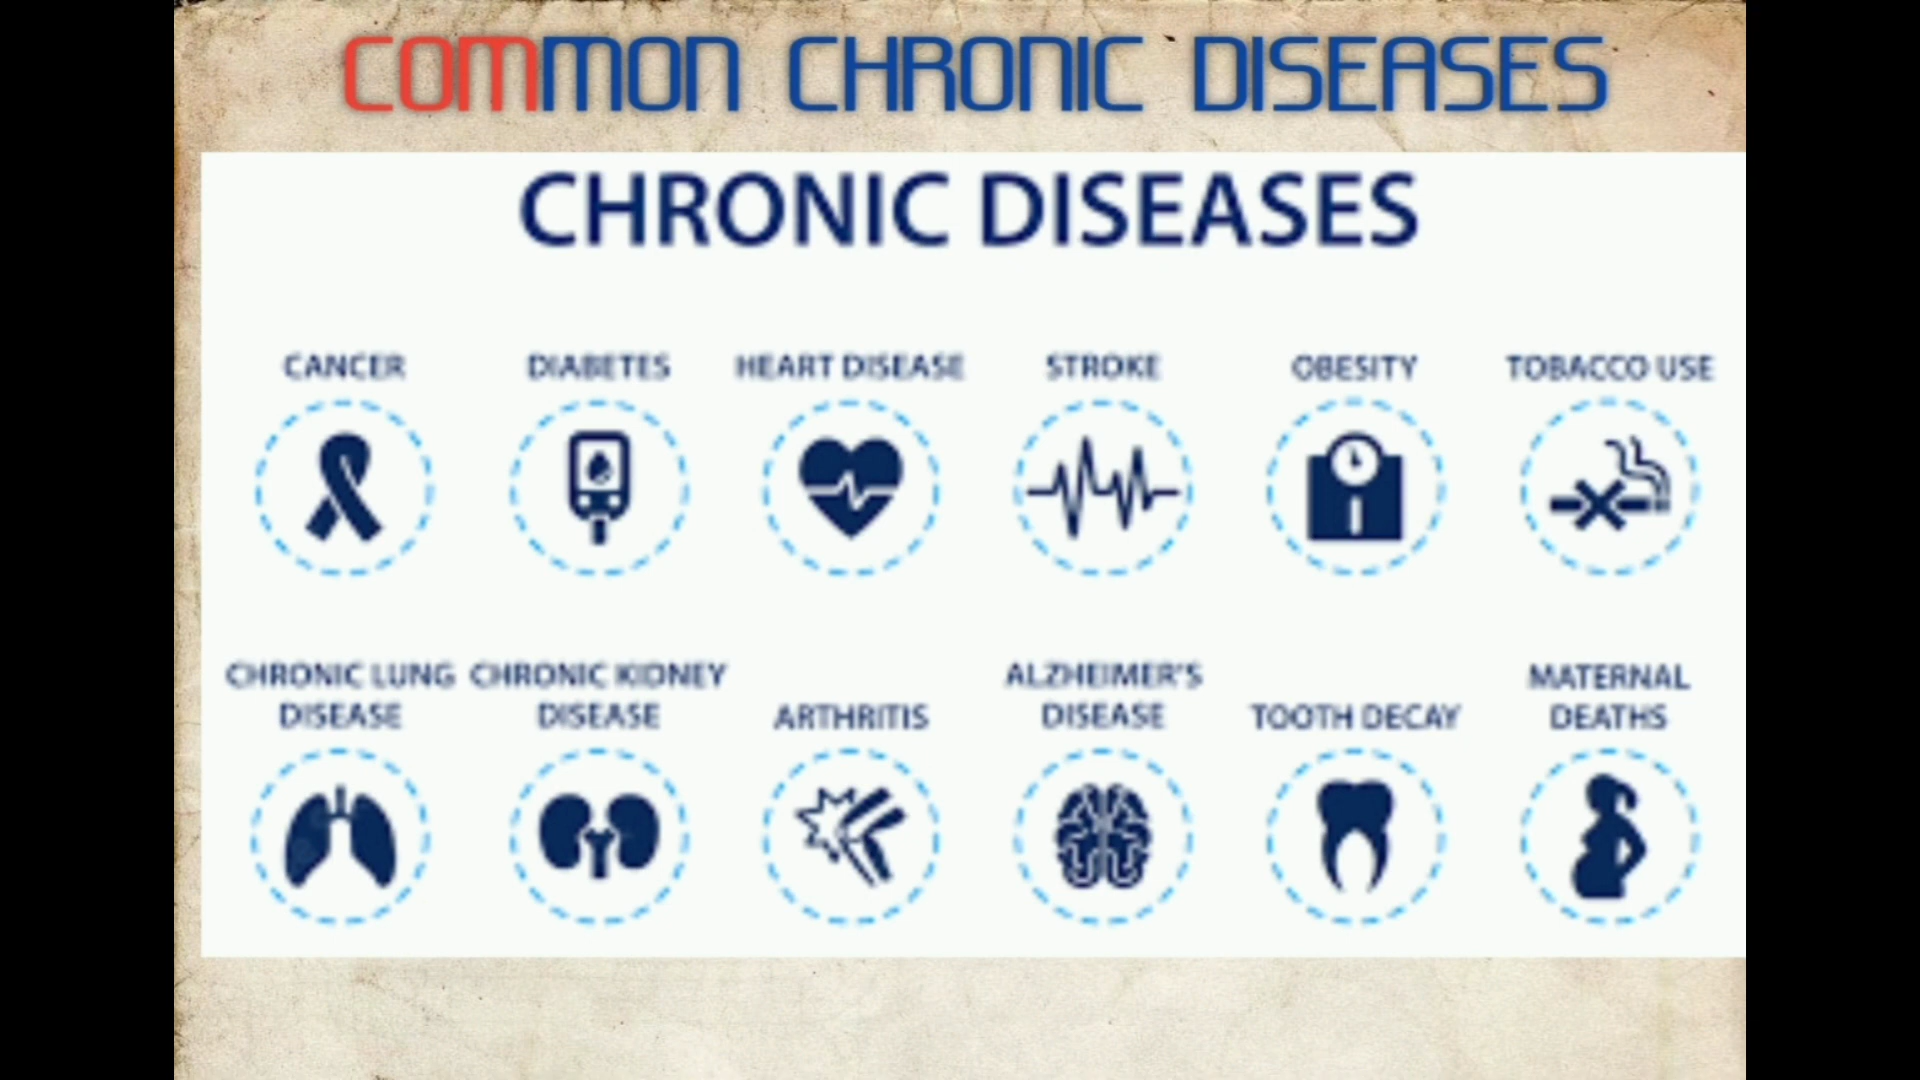 COMMON CHRONIC DISEASES
CHRONIC DISEASES
CANCER
DIABETES
HEART DISEASE
STROKE
OBESITY
TOBACCO USE
CHRONIC LUNG
DISEASE
CHRONIC KIDNEY
DISEASE
ARTHRITIS
ALZHEIMER'S
DISEASE
TOOTH DECAY
MATERNAL
DEATHS